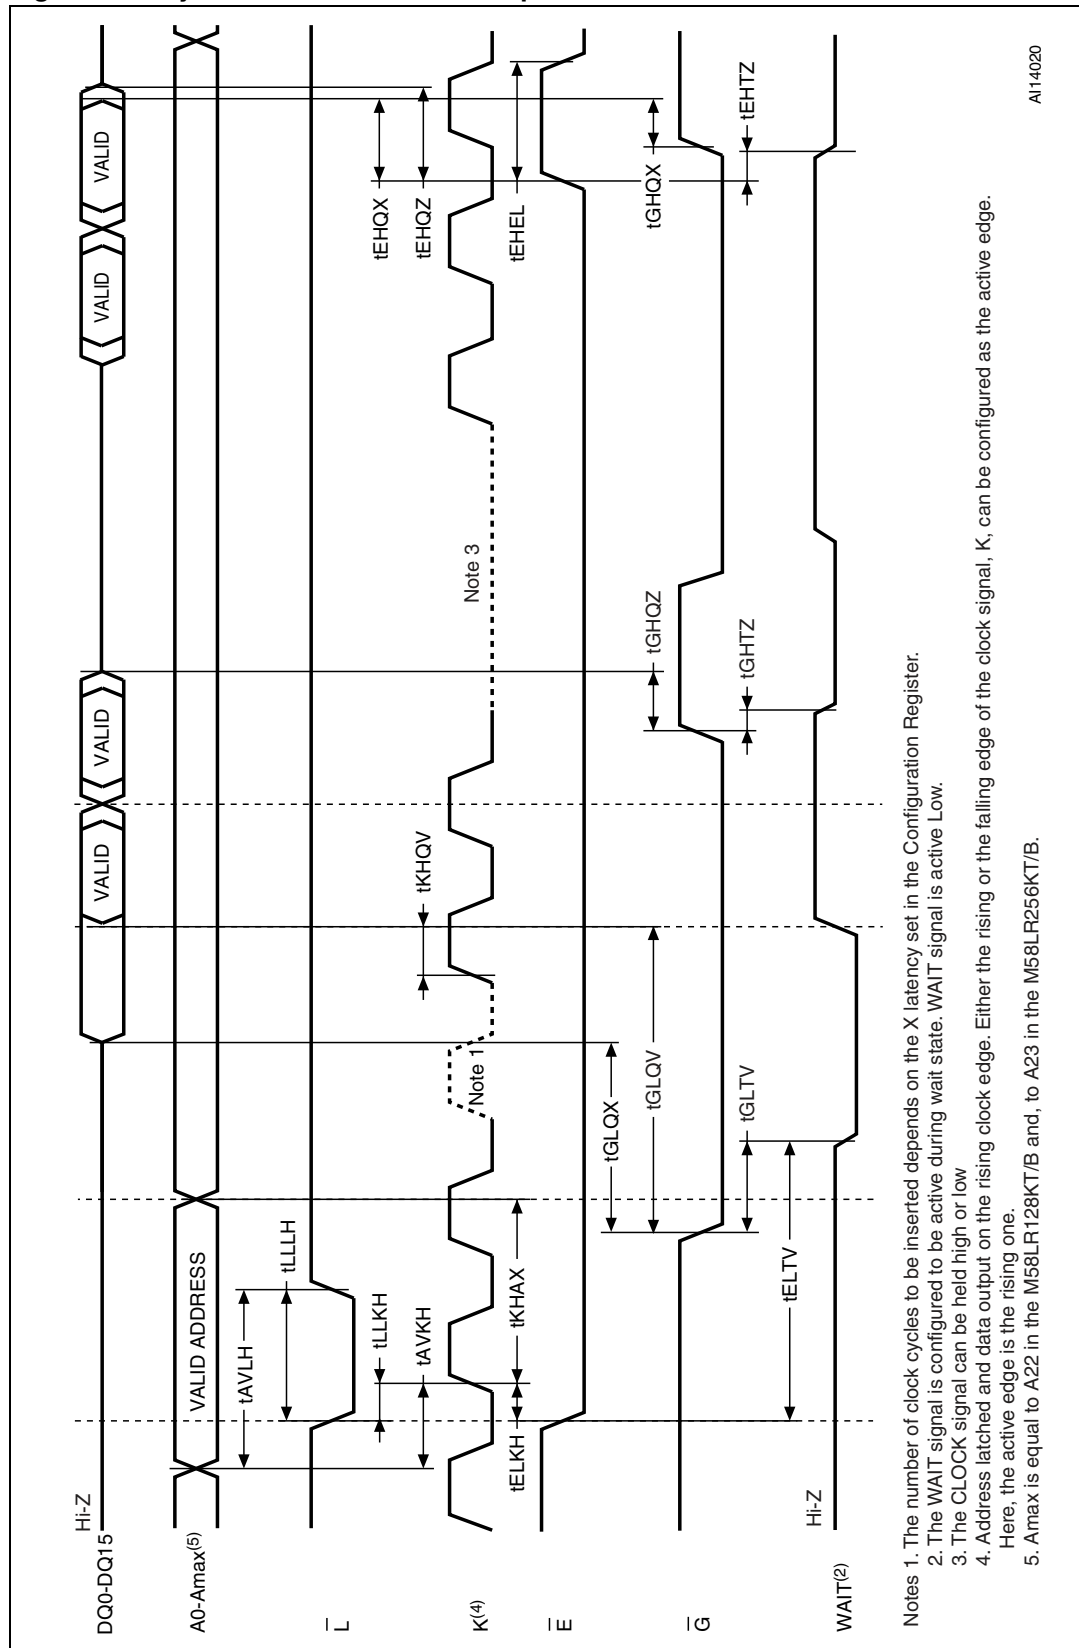 Hi-Z
DQ0-DQ15
VALID
VALID
VALID
VALID
A0-Amax(5)
VALID ADDRESS
tAVLH
tLLLH
L
tLLKH
tAVKH
tKHQV
tEHQX
tEHQZ
K(4)
Note 1
Note 3
tELKH
tKHAX
tEHEL
E
tGLQX
tGLQV
tGHQZ
tGHQX
G
tGLTV
tGHTZ
tEHTZ
tELTV
Hi-Z
WAIT(2)
Notes 1. The number of clock cycles to be inserted depends on the X latency set in the Configuration Register.
2. The WAIT signal is configured to be active during wait state. WAIT signal is active Low.
3. The CLOCK signal can be held high or low
4. Address latched and data output on the rising clock edge. Either the rising or the falling edge of the clock signal, K, can be configured as the active edge.
Here, the active edge is the rising one.
5. Amax is equal to A22 in the M58LR128KT/B and, to A23 in the M58LR256KT/B.
AI14020